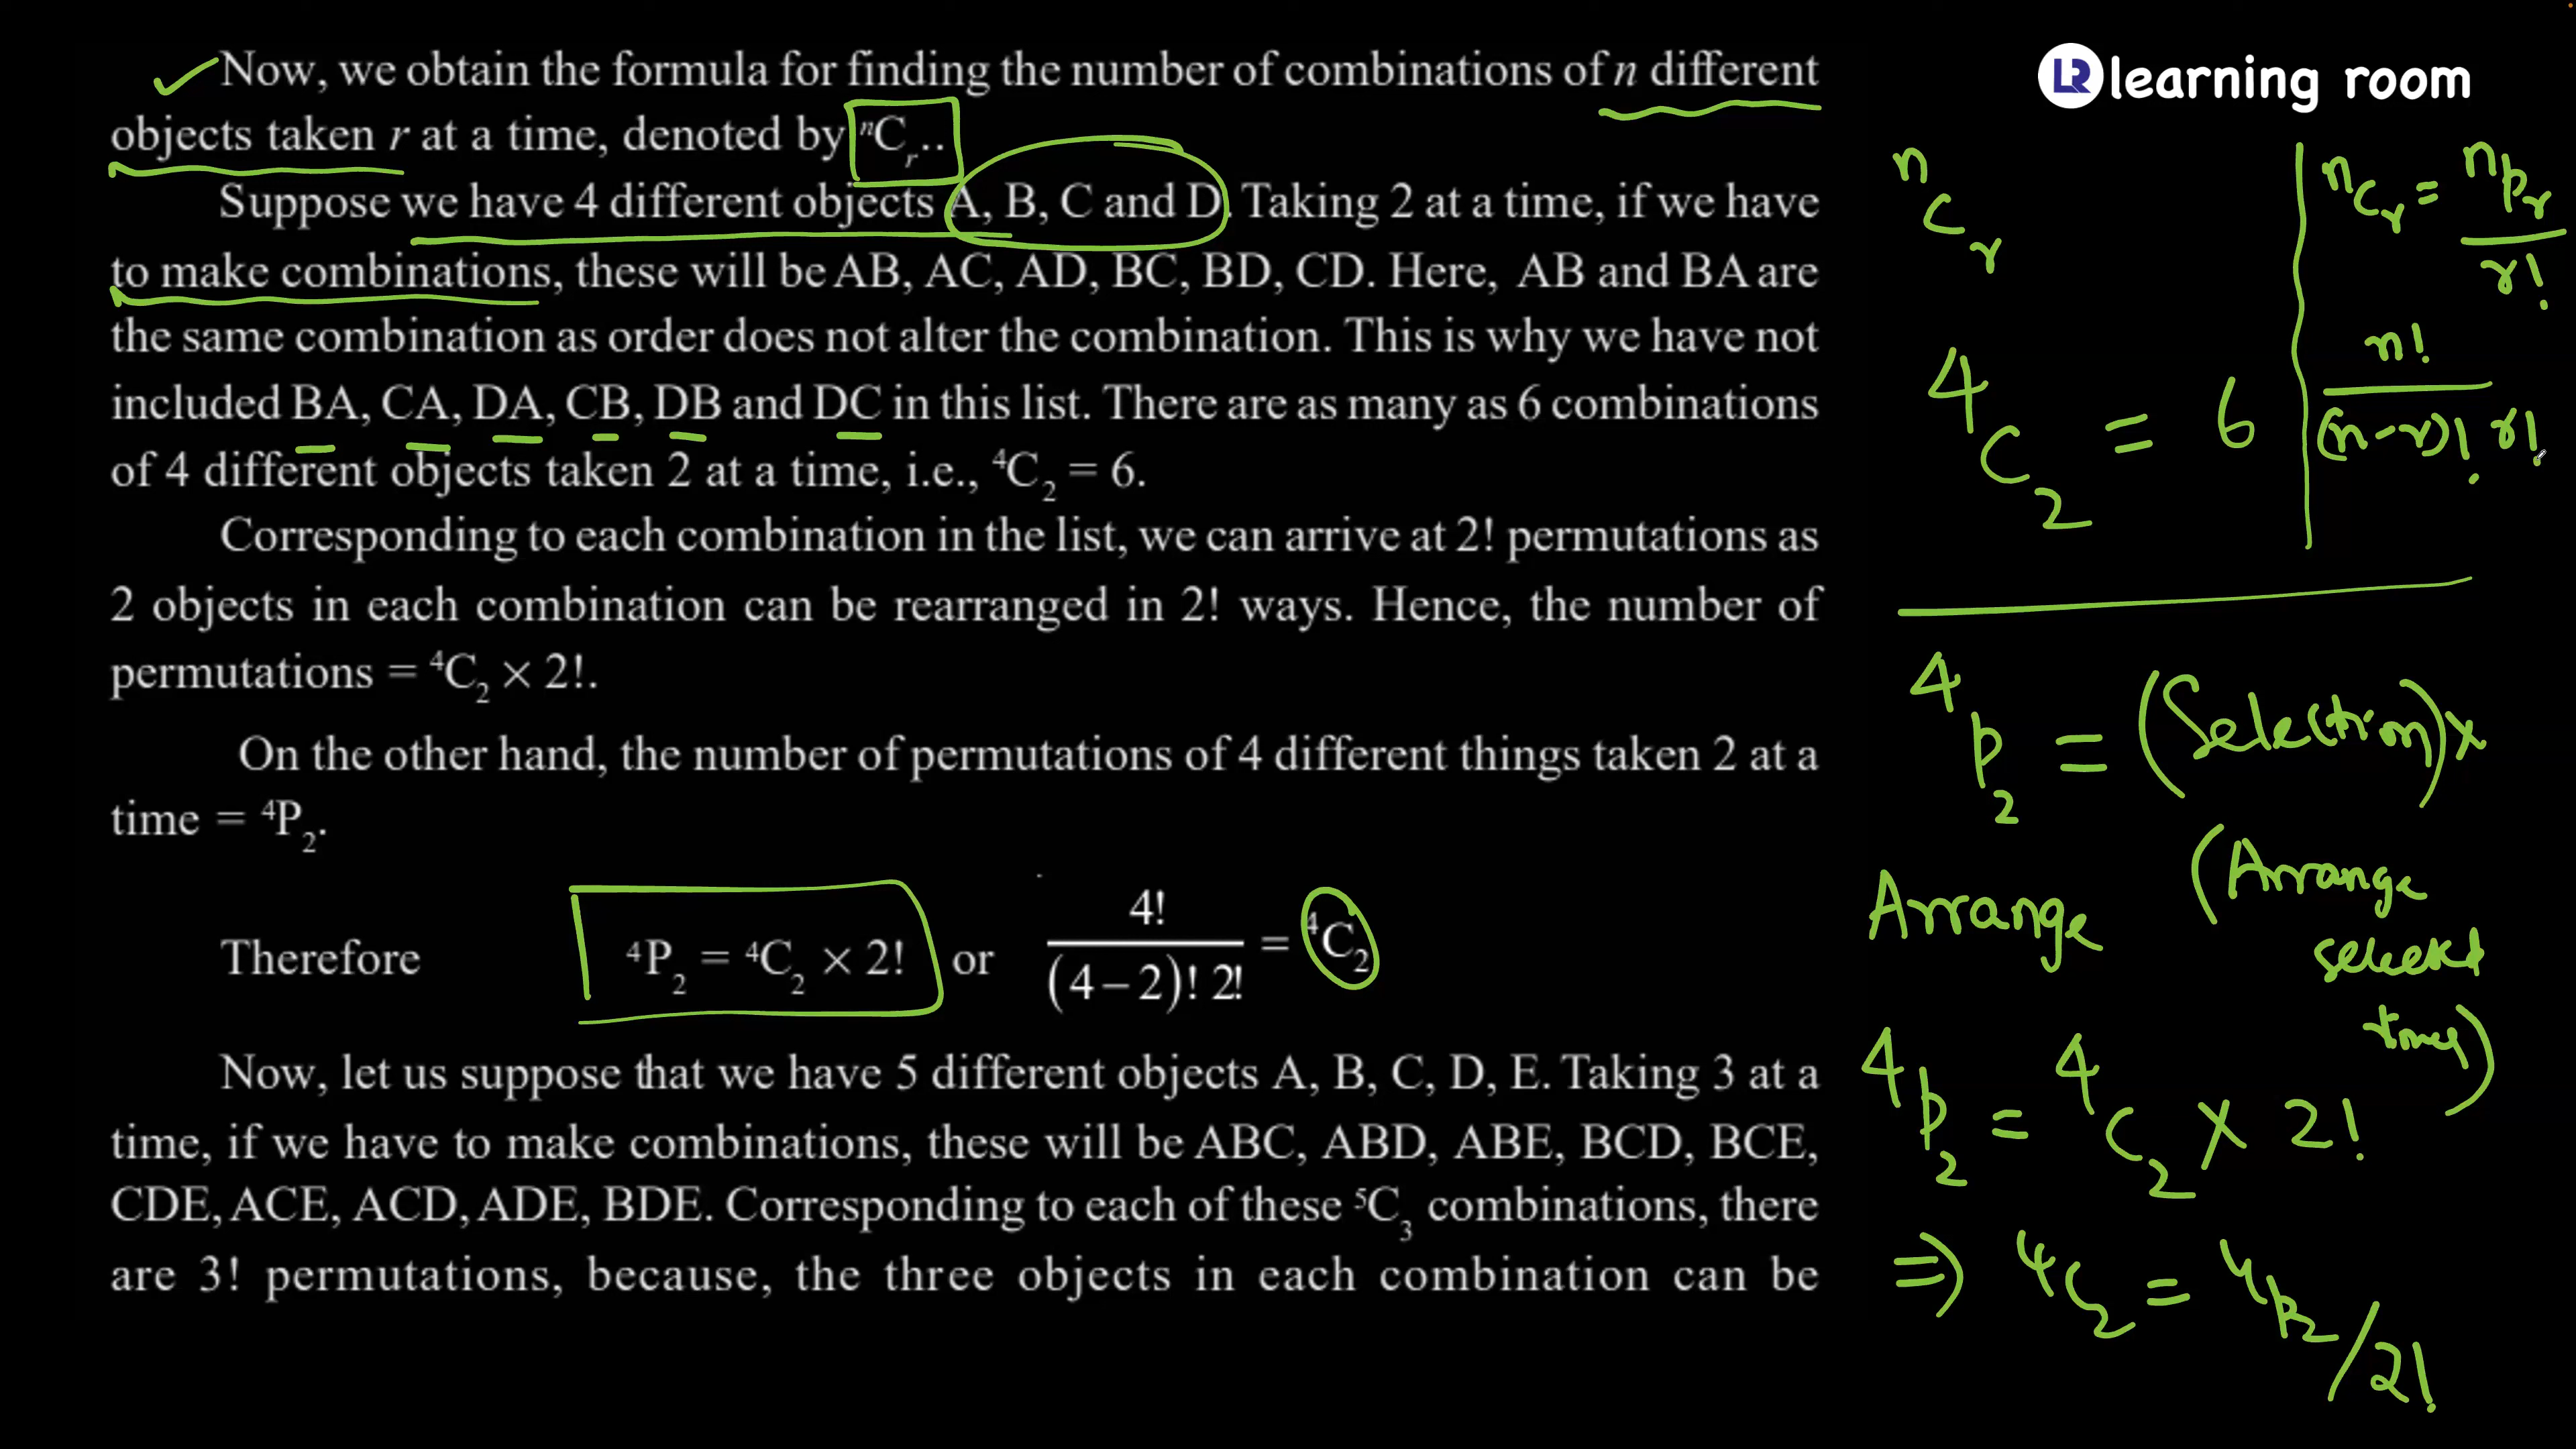 Now, we obtain the formula for finding the number of combinations of n different
objects taken r at a time, denoted by ⁿCᵣ..
Suppose we have 4 different objects A, B, C and D. Taking 2 at a time, if we have
to make combinations, these will be AB, AC, AD, BC, BD, CD. Here, AB and BA are
the same combination as order does not alter the combination. This is why we have not
included BA, CA, DA, CB, DB and DC in this list. There are as many as 6 combinations
of 4 different objects taken 2 at a time, i.e., ⁴C₂ = 6.
Corresponding to each combination in the list, we can arrive at 2! permutations as
2 objects in each combination can be rearranged in 2! ways. Hence, the number of
permutations = ⁴C₂ × 2!.
On the other hand, the number of permutations of 4 different things taken 2 at a
time = ⁴P₂.
Therefore ⁴P₂ = ⁴C₂ × 2! or 4! / (4 – 2)! 2! = ⁴C₂
Now, let us suppose that we have 5 different objects A, B, C, D, E. Taking 3 at a
time, if we have to make combinations, these will be ABC, ABD, ABE, BCD, BCE,
CDE, ACE, ACD, ADE, BDE. Corresponding to each of these ⁵C₃ combinations, there
are 3! permutations, because, the three objects in each combination can be
LR learning room
ⁿCᵣ
⁴C₂ = 6
ⁿCᵣ = ⁿPᵣ / r!
n! / (n – r)! r!
⁴P₂ = (Selection) ×
(Arrange
selected
Arrange
⁴P₂ = ⁴C₂ × 2!
⇒ ⁴C₂ = ⁴P₂ / 2!